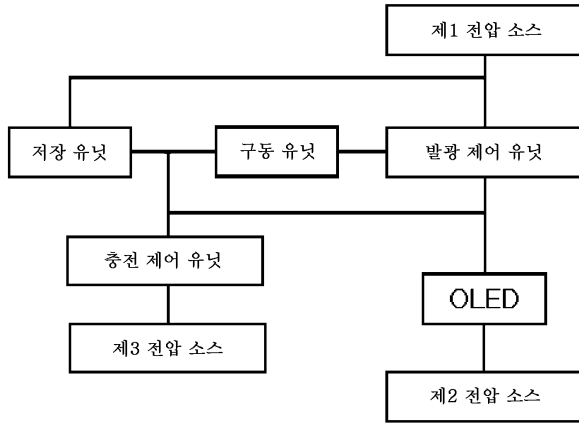 제1 전압 소스
저장 유닛
구동 유닛
발광 제어 유닛
충전 제어 유닛
OLED
제3 전압 소스
제2 전압 소스